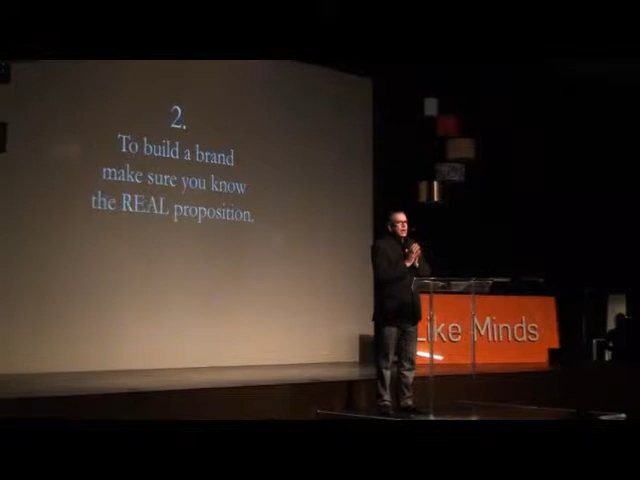 2.
To build a brand
make sure you know
the REAL proposition.
Like Minds